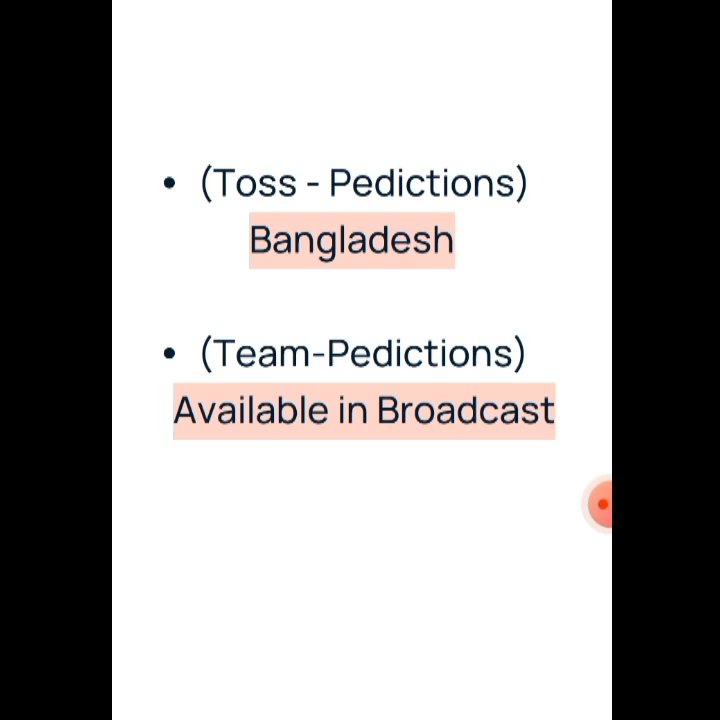 • (Toss - Pedictions)
Bangladesh
• (Team-Pedictions)
Available in Broadcast